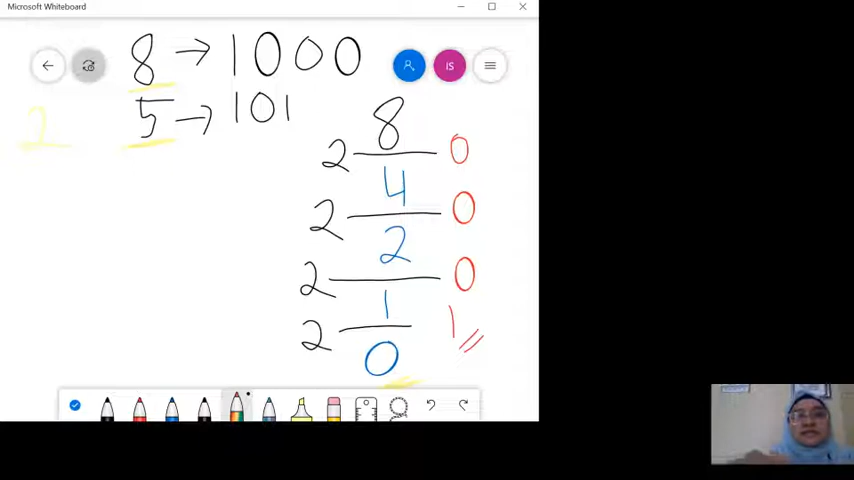 Microsoft Whiteboard
8 → 1000
IS
5 → 101
2
8
2 0
4
2 0
2
2 0
1
2 1
0